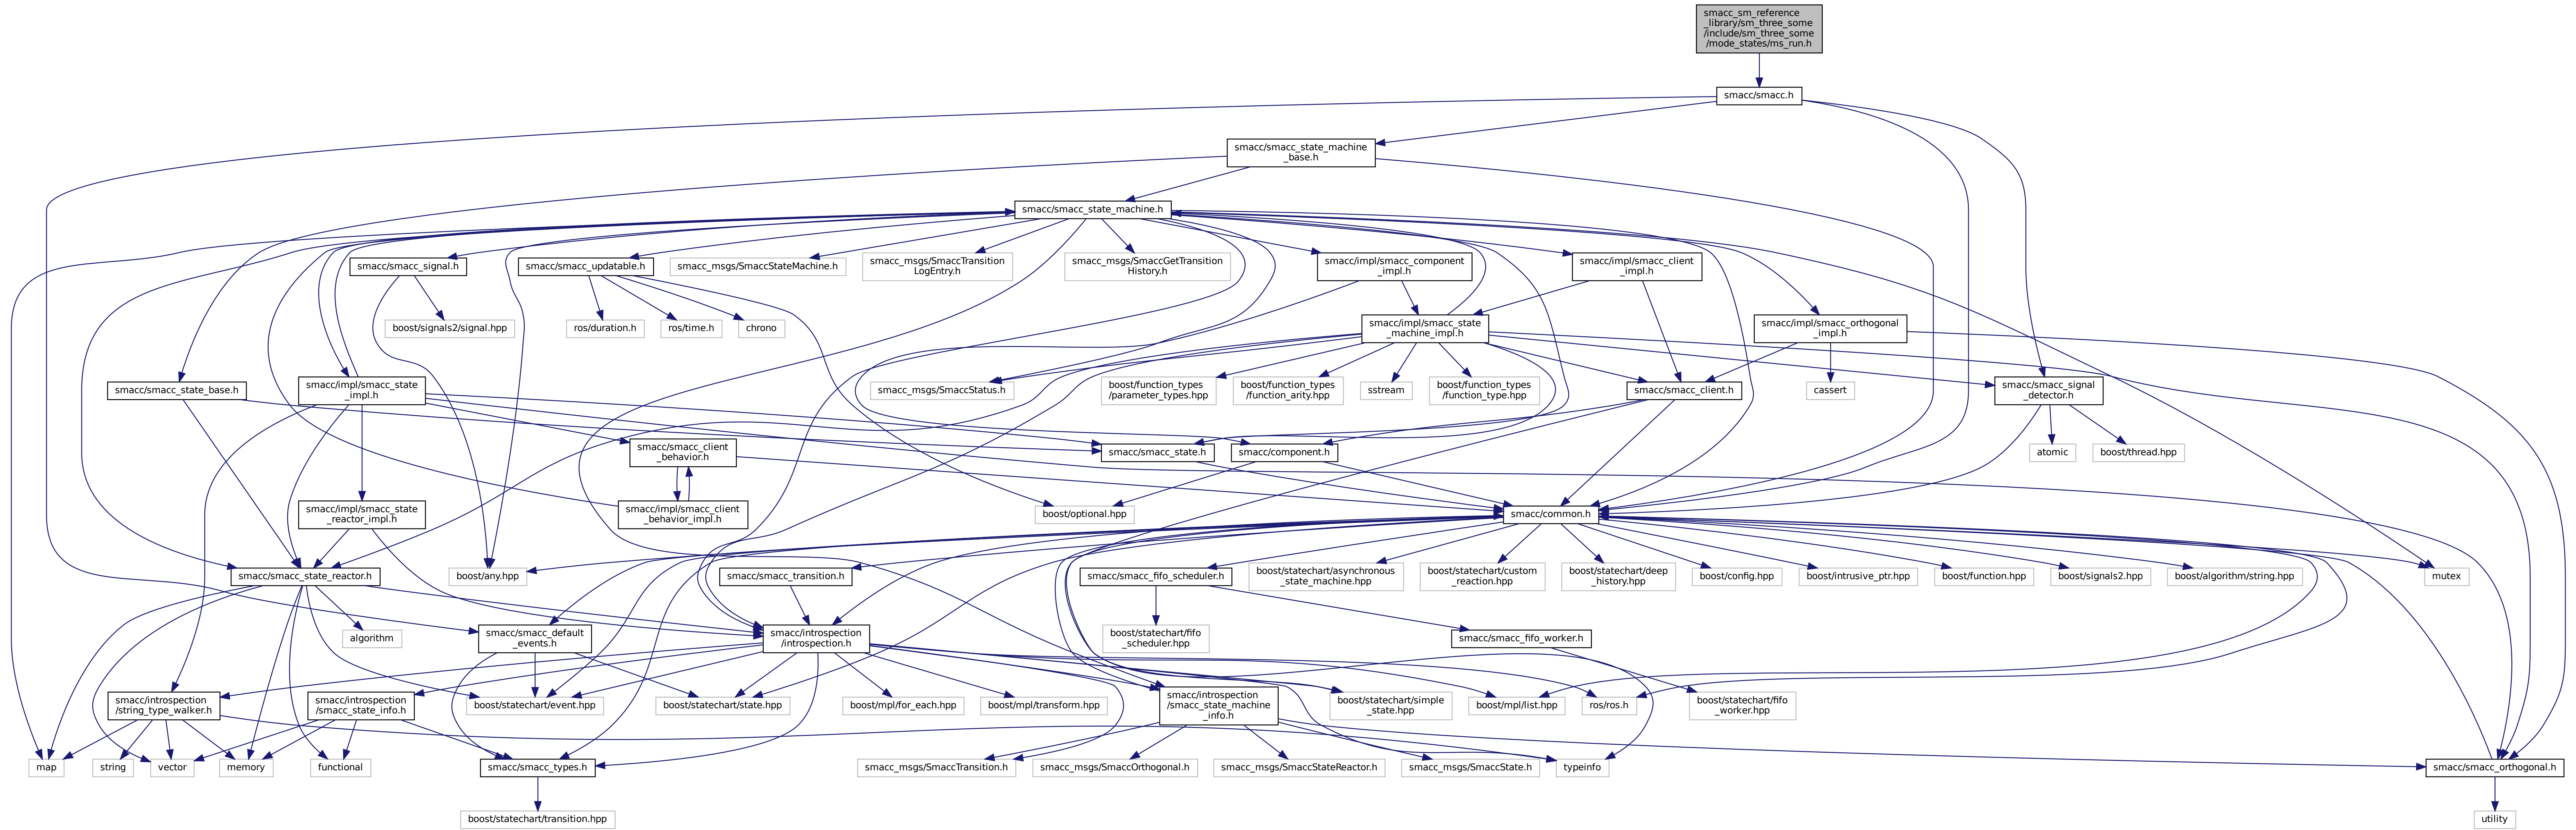 smacc_sm_reference
_library/sm_three_some
/include/sm_three_some
/mode_states/ms_run.h
smacc/smacc.h
smacc/smacc_state_machine
_base.h
smacc/smacc_state_machine.h
smacc/smacc_signal.h
smacc/smacc_updatable.h
smacc_msgs/SmaccStateMachine.h
smacc_msgs/SmaccTransition
LogEntry.h
smacc_msgs/SmaccGetTransition
History.h
smacc/impl/smacc_component
_impl.h
smacc/impl/smacc_client
_impl.h
boost/signals2/signal.hpp
ros/duration.h
ros/time.h
chrono
smacc/impl/smacc_state
_machine_impl.h
smacc/impl/smacc_orthogonal
_impl.h
smacc/smacc_state_base.h
smacc/impl/smacc_state
_impl.h
smacc_msgs/SmaccStatus.h
boost/function_types
/parameter_types.hpp
boost/function_types
/function_arity.hpp
sstream
boost/function_types
/function_type.hpp
smacc/smacc_client.h
cassert
smacc/smacc_signal
_detector.h
smacc/smacc_client
_behavior.h
smacc/smacc_state.h
smacc/component.h
atomic
boost/thread.hpp
smacc/impl/smacc_state
_reactor_impl.h
smacc/impl/smacc_client
_behavior_impl.h
boost/optional.hpp
smacc/common.h
smacc/smacc_state_reactor.h
boost/any.hpp
smacc/smacc_transition.h
smacc/smacc_fifo_scheduler.h
boost/statechart/asynchronous
_state_machine.hpp
boost/statechart/custom
_reaction.hpp
boost/statechart/deep
_history.hpp
boost/config.hpp
boost/intrusive_ptr.hpp
boost/function.hpp
boost/signals2.hpp
boost/algorithm/string.hpp
mutex
algorithm
smacc/smacc_default
_events.h
smacc/introspection
/introspection.h
boost/statechart/fifo
_scheduler.hpp
smacc/smacc_fifo_worker.h
smacc/introspection
/string_type_walker.h
smacc/introspection
/smacc_state_info.h
boost/statechart/event.hpp
boost/statechart/state.hpp
boost/mpl/for_each.hpp
boost/mpl/transform.hpp
smacc/introspection
/smacc_state_machine
_info.h
boost/statechart/simple
_state.hpp
boost/mpl/list.hpp
ros/ros.h
boost/statechart/fifo
_worker.hpp
map
string
vector
memory
functional
smacc/smacc_types.h
smacc_msgs/SmaccTransition.h
smacc_msgs/SmaccOrthogonal.h
smacc_msgs/SmaccStateReactor.h
smacc_msgs/SmaccState.h
typeinfo
smacc/smacc_orthogonal.h
boost/statechart/transition.hpp
utility